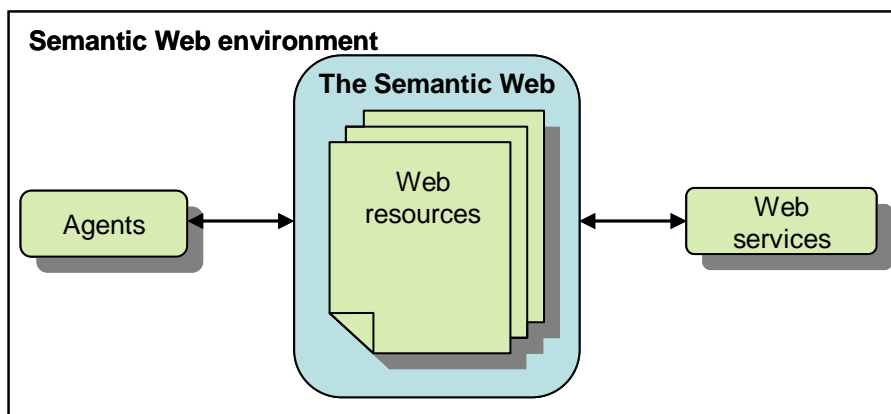 Semantic Web environment
The Semantic Web
Web
resources
Agents
Web
services